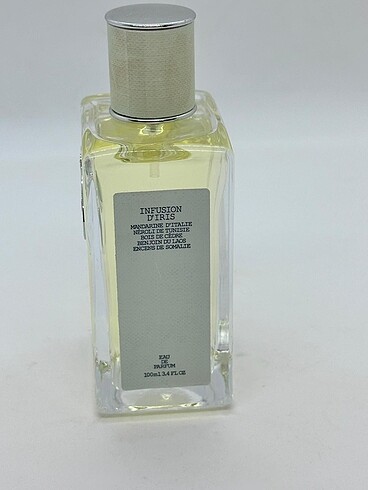 INFUSION
D'IRIS
MANDARINE D'ITALIE
NÉROLI DE TUNISIE
BOIS DE CÈDRE
BENJOIN DU LAOS
ENCENS DE SOMALIE
EAU
DE
PARFUM
100ml 3.4 FL OZ